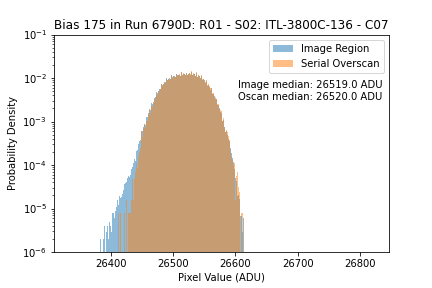 Bias 175 in Run 6790D: R01 - S02: ITL-3800C-136 - C07
Image Region
Serial Overscan
Image median: 26519.0 ADU
Oscan median: 26520.0 ADU
Probability Density
10⁻¹
10⁻²
10⁻³
10⁻⁴
10⁻⁵
10⁻⁶
26400 26500 26600 26700 26800
Pixel Value (ADU)